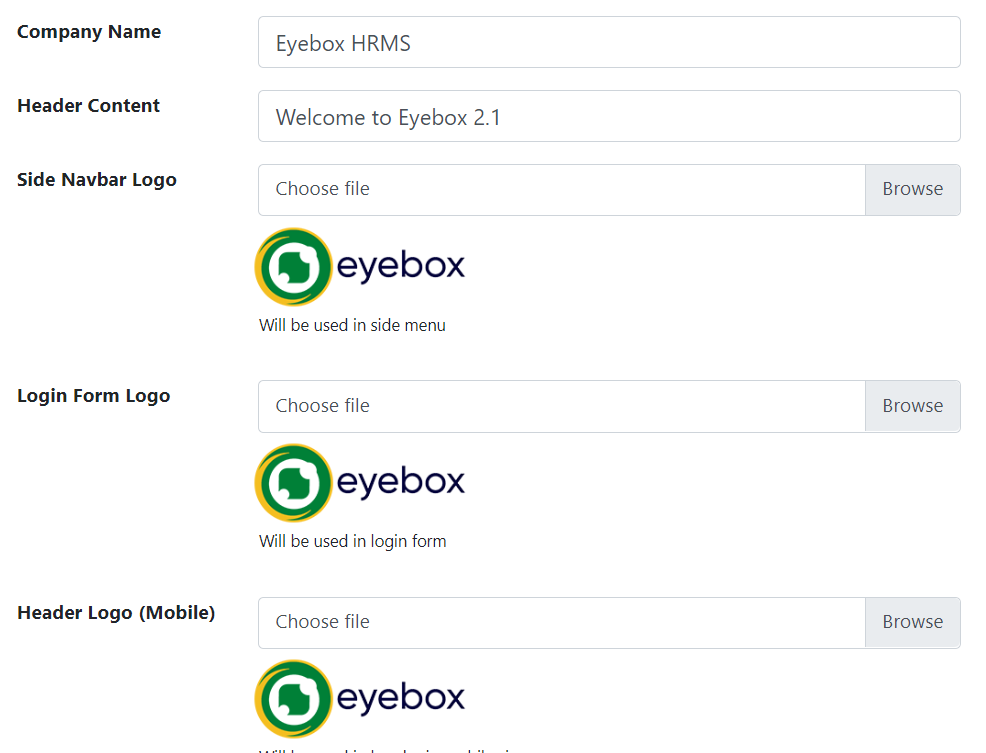 Company Name
Eyebox HRMS
Header Content
Welcome to Eyebox 2.1
Side Navbar Logo
Choose file
Browse
eyebox
Will be used in side menu
Login Form Logo
Choose file
Browse
eyebox
Will be used in login form
Header Logo (Mobile)
Choose file
Browse
eyebox